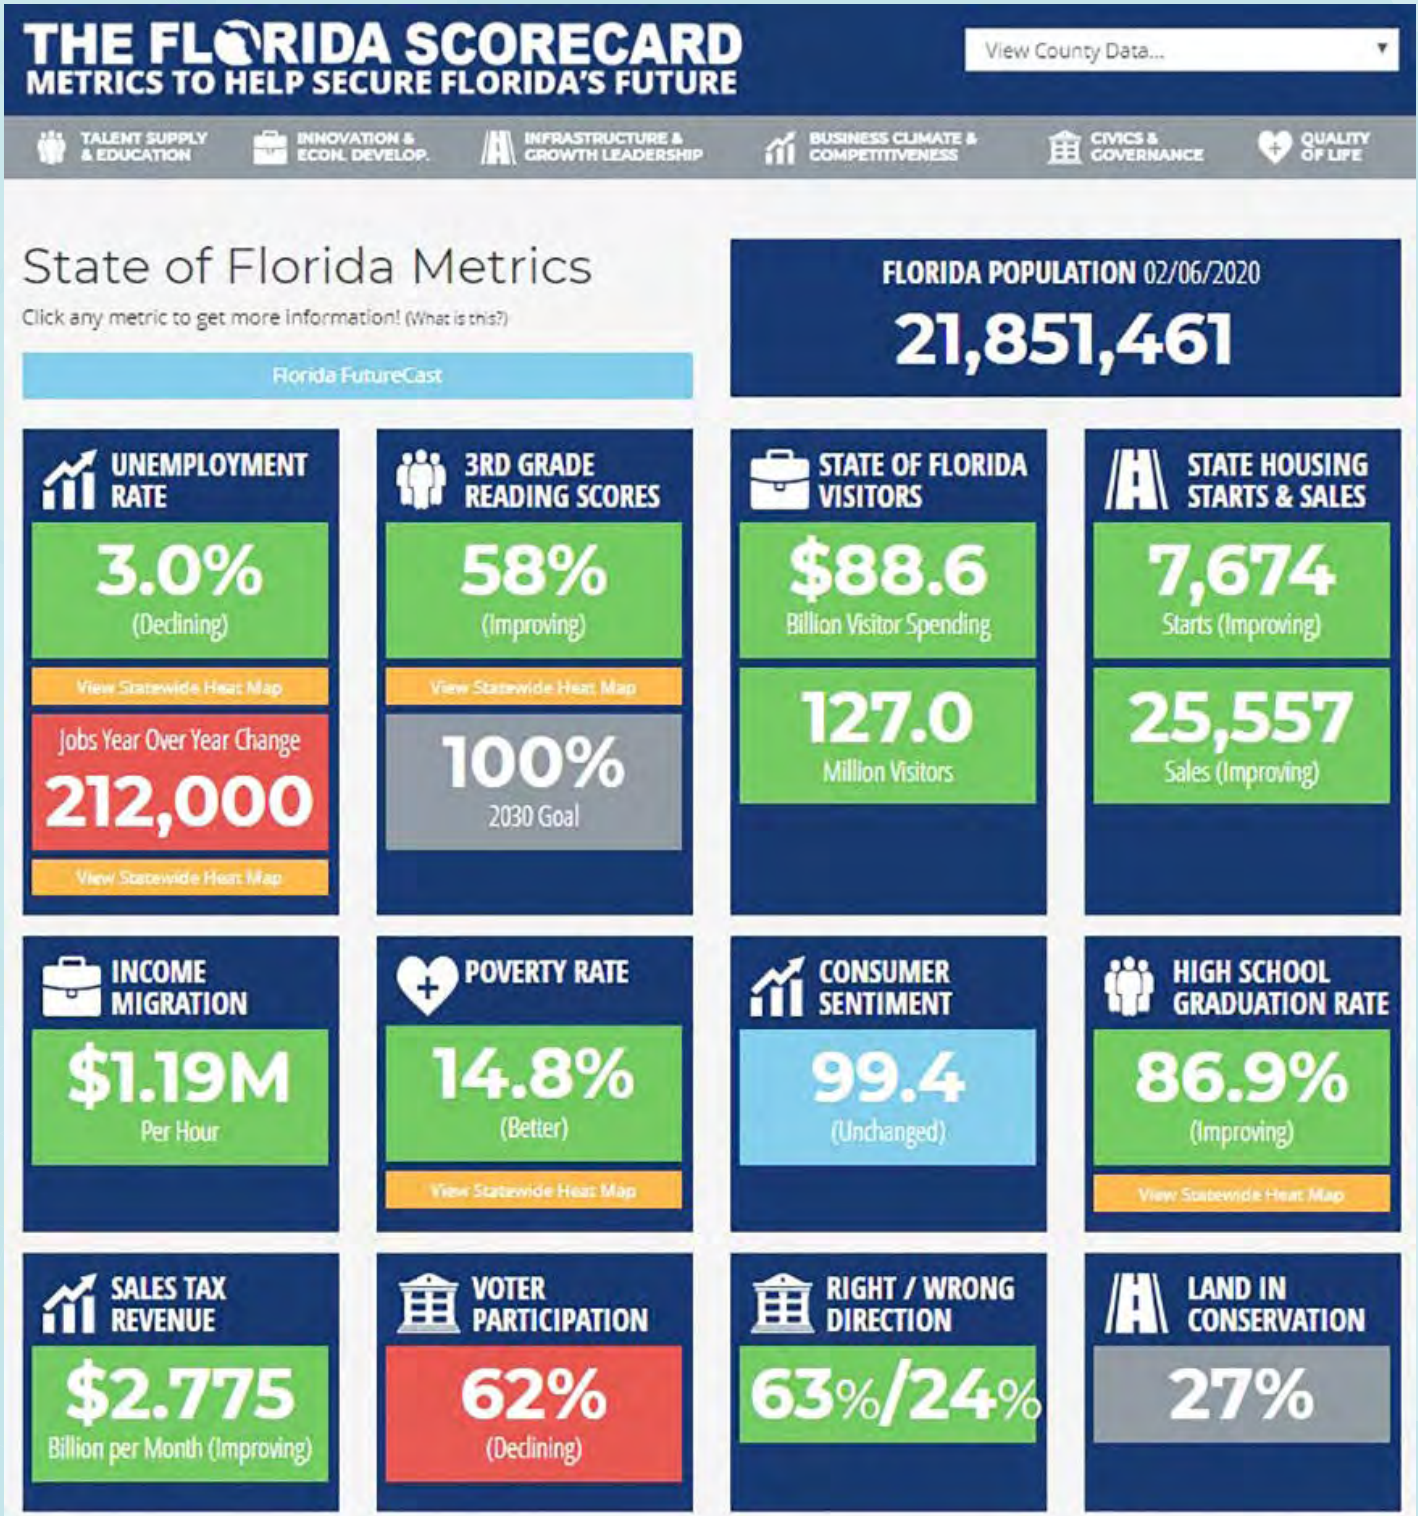 THE FLORIDA SCORECARD
METRICS TO HELP SECURE FLORIDA'S FUTURE
View County Data...
TALENT SUPPLY
& EDUCATION
INNOVATION &
ECON. DEVELOP.
INFRASTRUCTURE &
GROWTH LEADERSHIP
BUSINESS CLIMATE &
COMPETITIVENESS
CIVICS &
GOVERNANCE
QUALITY
OF LIFE
State of Florida Metrics
Click any metric to get more information! (What is this?)
Florida FutureCast
FLORIDA POPULATION 02/06/2020
21,851,461
UNEMPLOYMENT
RATE
3.0%
(Declining)
View Statewide Heat Map
Jobs Year Over Year Change
212,000
View Statewide Heat Map
3RD GRADE
READING SCORES
58%
(Improving)
View Statewide Heat Map
100%
2030 Goal
STATE OF FLORIDA
VISITORS
$88.6
Billion Visitor Spending
127.0
Million Visitors
STATE HOUSING
STARTS & SALES
7,674
Starts (Improving)
25,557
Sales (Improving)
INCOME
MIGRATION
$1.19M
Per Hour
POVERTY RATE
14.8%
(Better)
View Statewide Heat Map
CONSUMER
SENTIMENT
99.4
(Unchanged)
HIGH SCHOOL
GRADUATION RATE
86.9%
(Improving)
View Statewide Heat Map
SALES TAX
REVENUE
$2.775
Billion per Month (Improving)
VOTER
PARTICIPATION
62%
(Declining)
RIGHT / WRONG
DIRECTION
63%/24%
LAND IN
CONSERVATION
27%